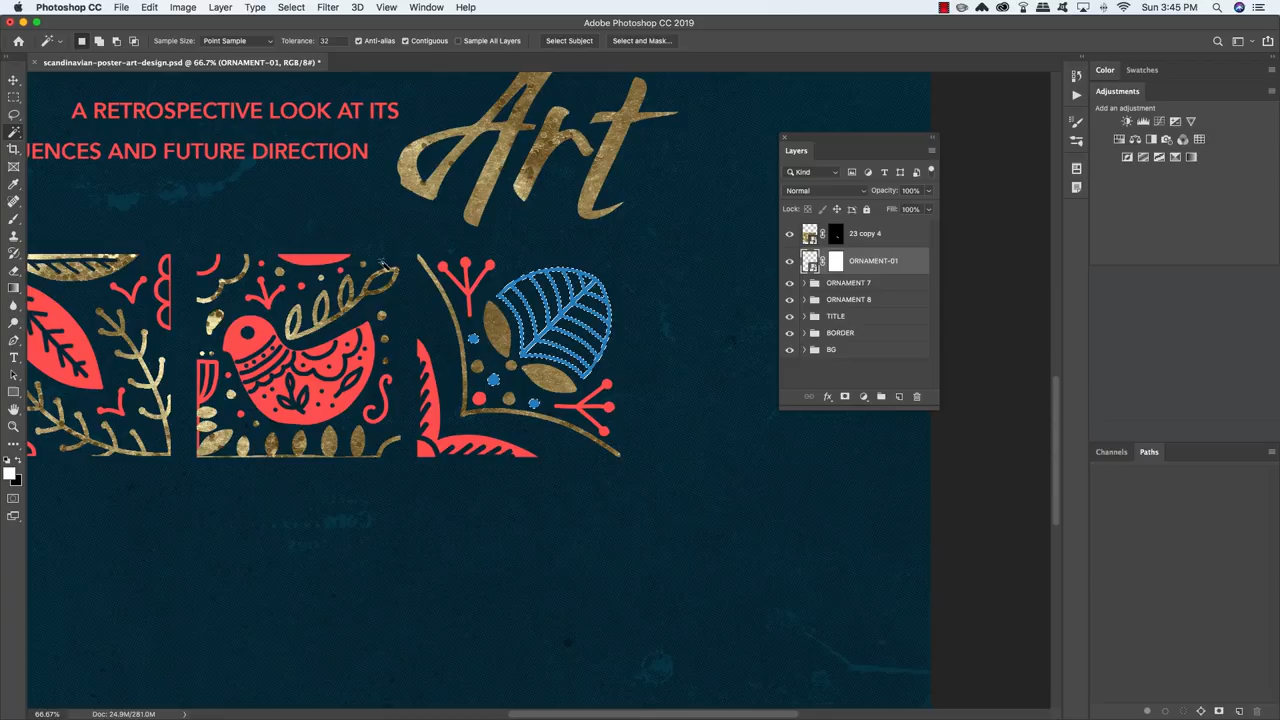 Photoshop CC File Edit Image Layer Type Select Filter 3D View Window Help Sun 3:45 PM
Adobe Photoshop CC 2019
Sample Size: Point Sample Tolerance: 32 Anti-alias Contiguous Sample All Layers Select Subject Select and Mask...
scandinavian-poster-art-design.psd @ 66.7% (ORNAMENT-01, RGB/8#) *
A RETROSPECTIVE LOOK AT ITS
UENCES AND FUTURE DIRECTION
Art
Layers
Kind
Normal Opacity: 100%
Lock: Fill: 100%
23 copy 4
ORNAMENT-01
ORNAMENT 7
ORNAMENT 8
TITLE
BORDER
BG
fx
Color Swatches
Adjustments
Add an adjustment
Channels Paths
66.67% Doc: 24.9M/281.0M